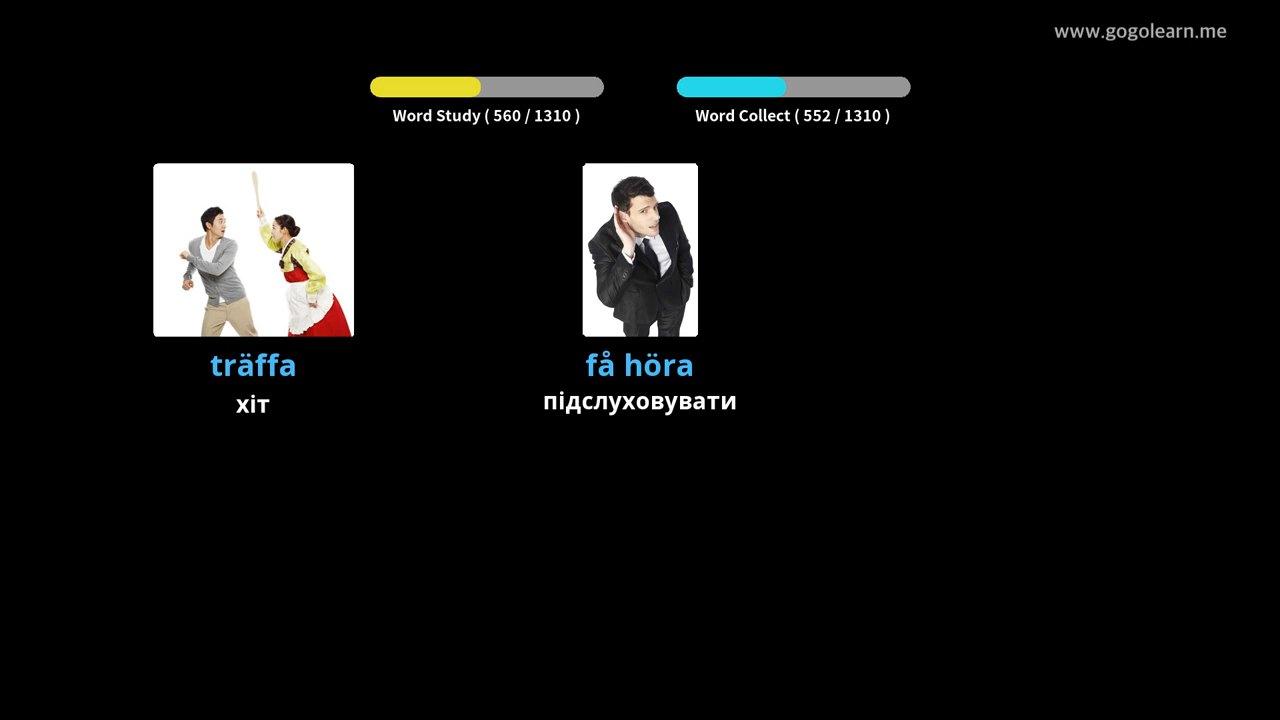 www.gogolearn.me
Word Study ( 560 / 1310 )
Word Collect ( 552 / 1310 )
träffa
хіт
få höra
підслуховувати